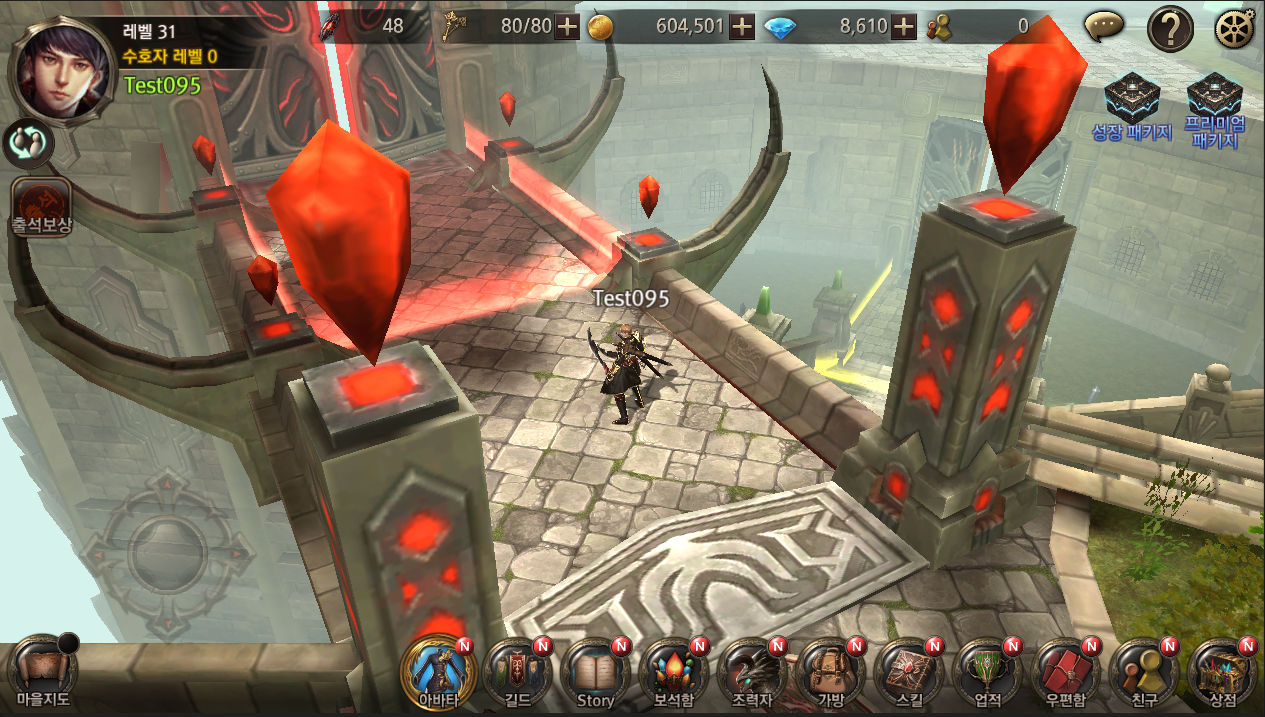 레벨 31
수호자 레벨 0
Test095
48
80/80
604,501
8,610
0
?
성장 패키지
프리미엄
패키지
출석보상
Test095
마을지도
아바타
N
길드
N
Story
N
보석함
N
조력자
N
가방
N
스킬
N
업적
N
우편함
N
친구
N
상점
N